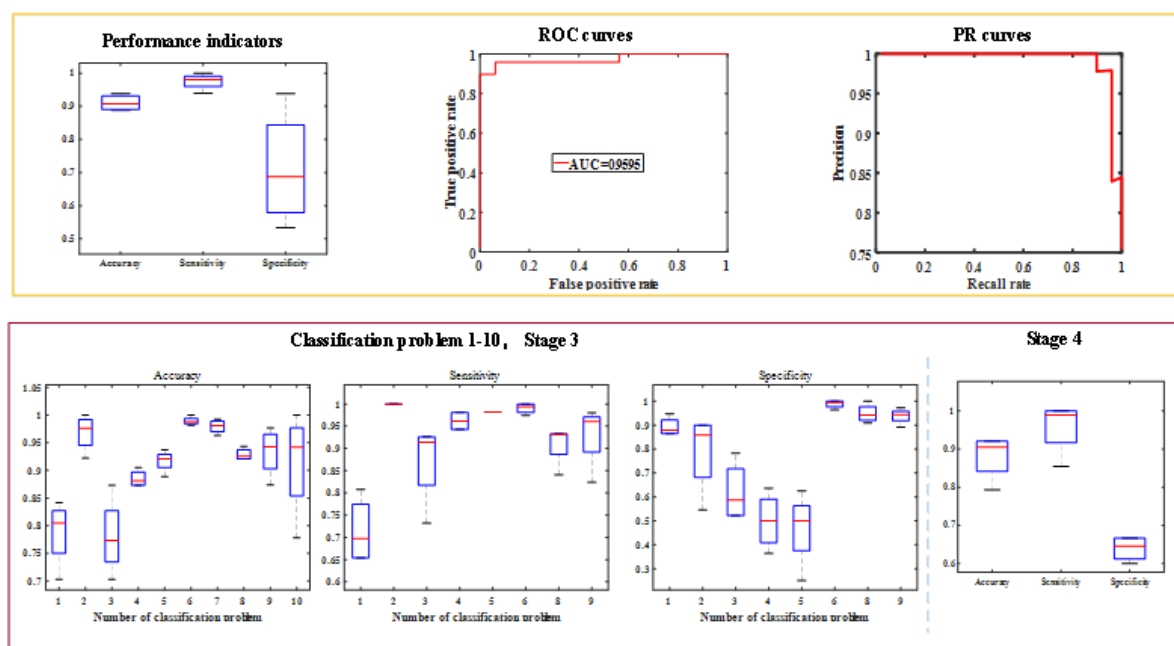 Performance indicators
1
0.9
0.8
0.7
0.6
0.5
Accuracy Sensitivity Specificity
ROC curves
True positive rate
1
0.8
0.6
0.4
0.2
0
AUC=09595
0 0.2 0.4 0.6 0.8 1
False positive rate
PR curves
Precision
1
0.95
0.9
0.85
0.8
0.75
0.2 0.4 0.6 0.8 1
Recall rate
Classification problem 1-10, Stage 3
Accuracy
1.05
1
0.95
0.9
0.85
0.8
0.75
0.7
1 2 3 4 5 6 7 8 9 10
Number of classification problem
Sensitivity
1
0.95
0.9
0.85
0.8
0.75
0.7
0.65
0.6
1 2 3 4 5 6 8 9
Number of classification problem
Specificity
1
0.9
0.8
0.7
0.6
0.5
0.4
0.3
1 2 3 4 5 6 8 9
Number of classification problem
Stage 4
1
0.9
0.8
0.7
0.6
Accuracy Sensitivity Specificity